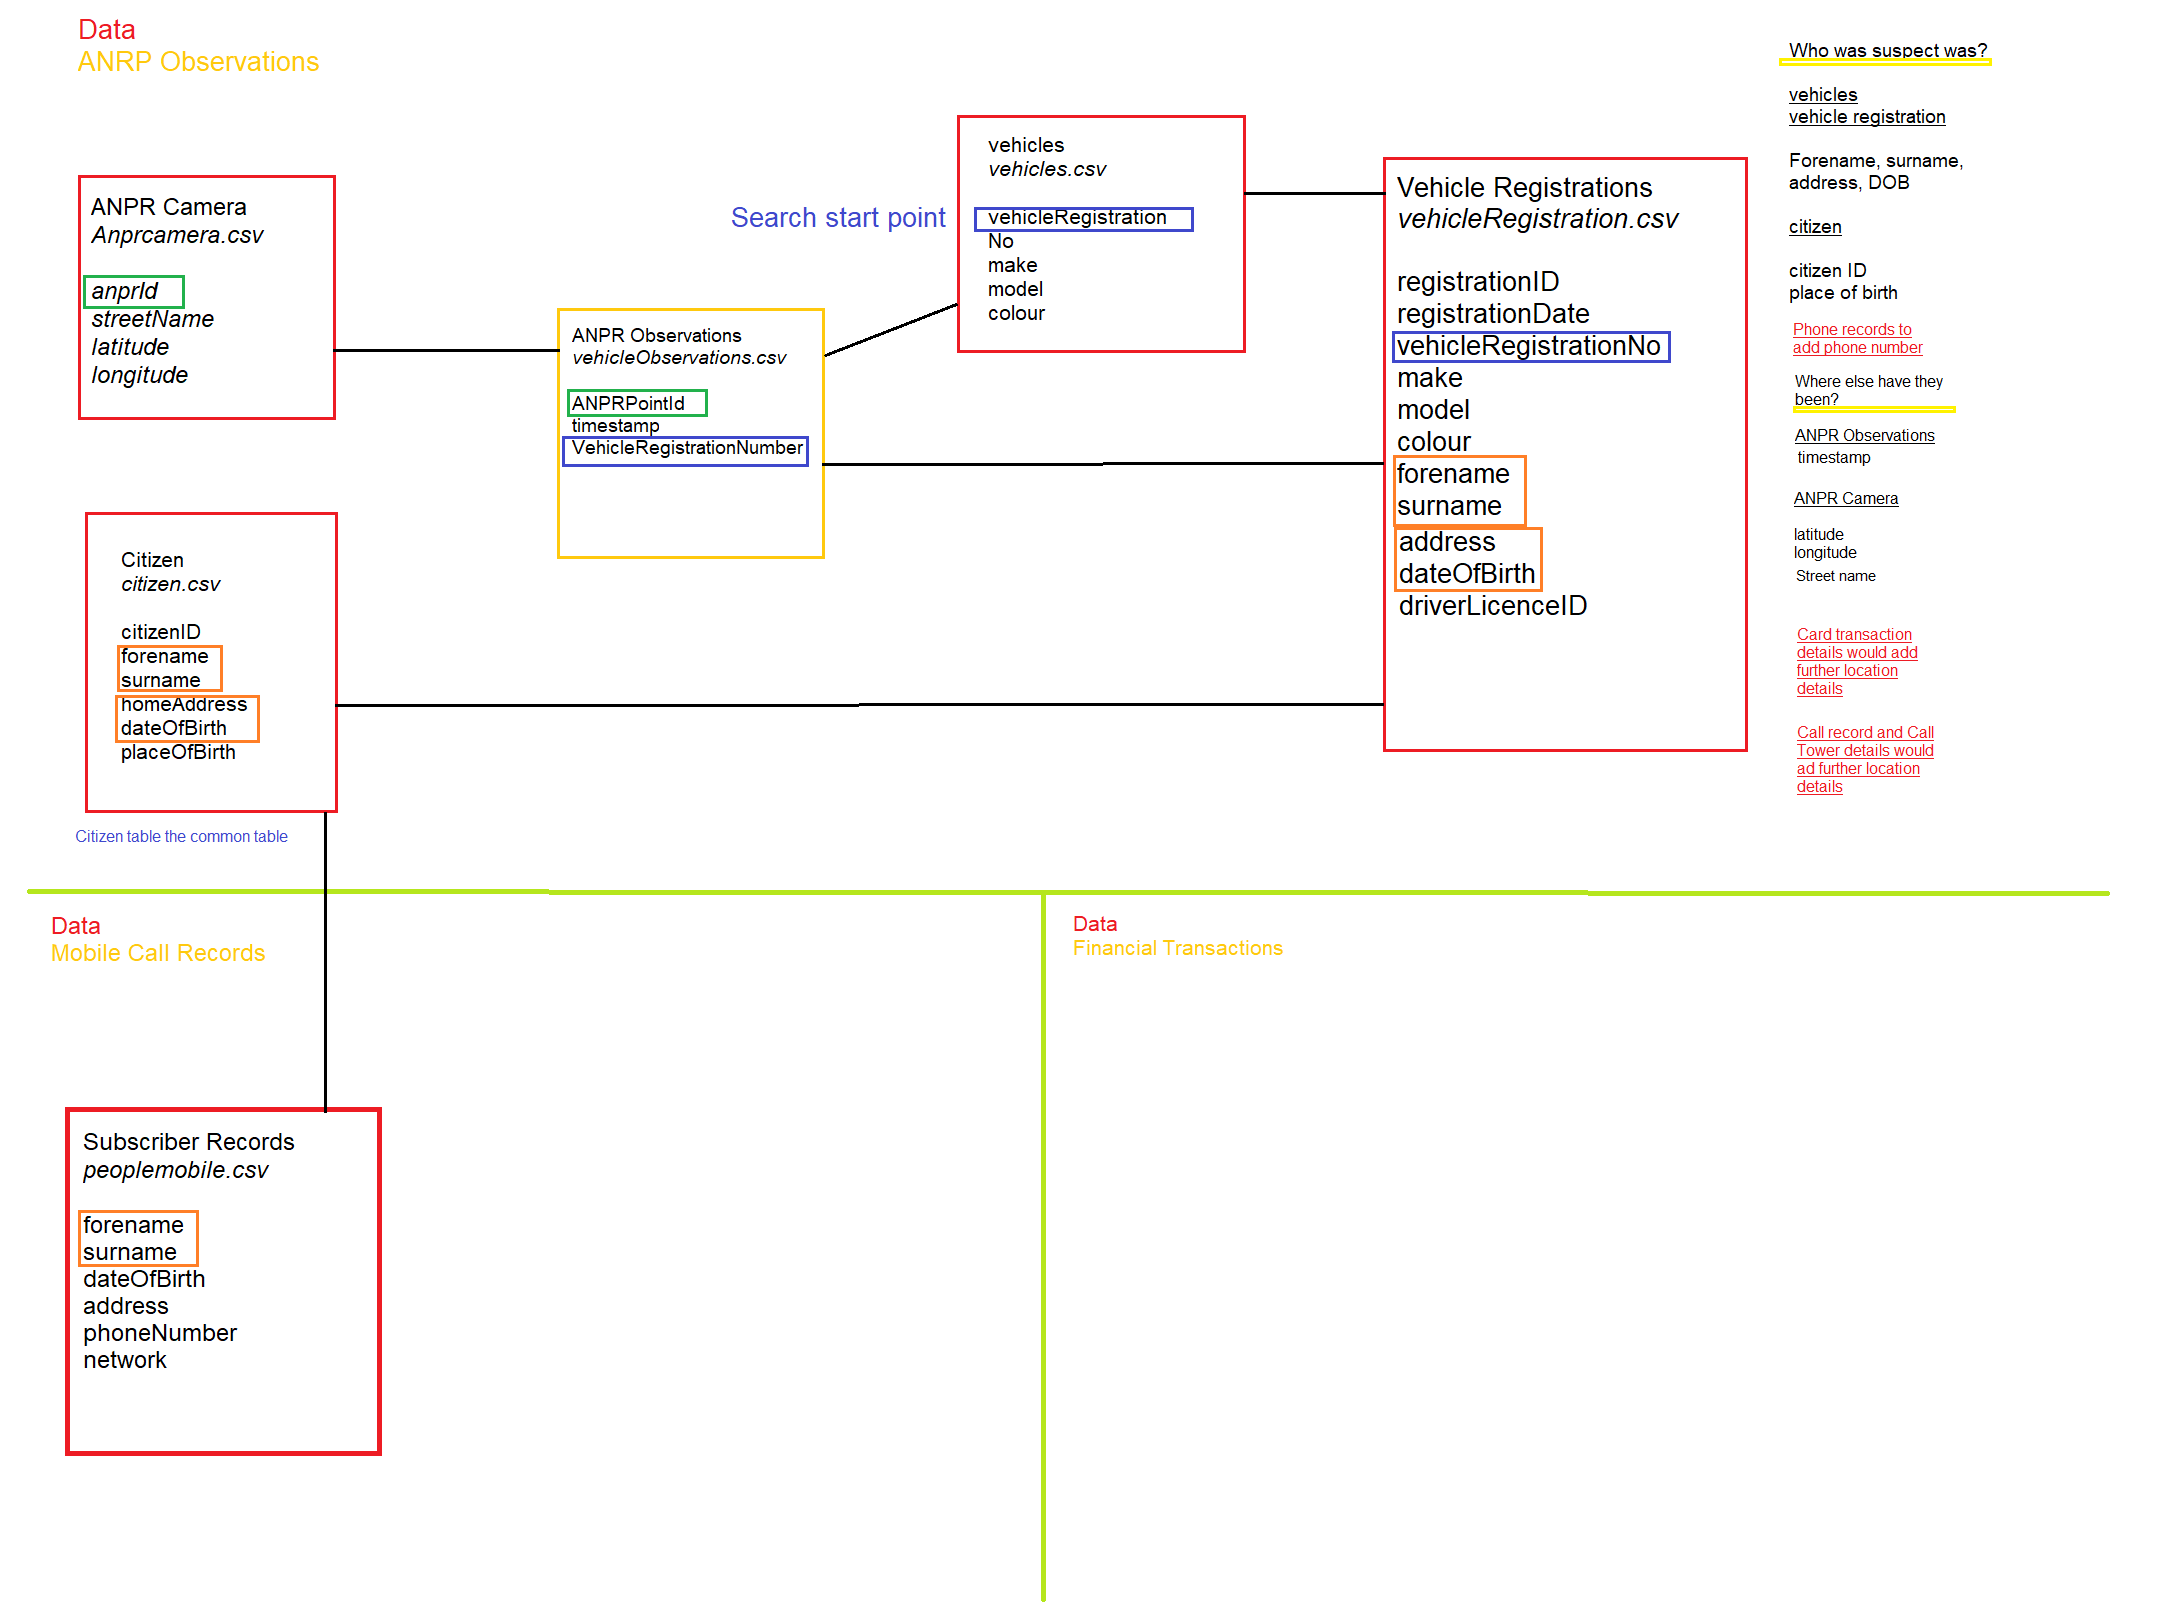 Data
ANRP Observations
ANPR Camera
Anprcamera.csv
anprId
streetName
latitude
longitude
ANPR Observations
vehicleObservations.csv
ANPRPointId
timestamp
VehicleRegistrationNumber
Search start point
vehicles
vehicles.csv
vehicleRegistration
No
make
model
colour
Vehicle Registrations
vehicleRegistration.csv
registrationID
registrationDate
vehicleRegistrationNo
make
model
colour
forename
surname
address
dateOfBirth
driverLicenceID
Who was suspect was?
vehicles
vehicle registration
Forename, surname,
address, DOB
citizen
citizen ID
place of birth
Phone records to
add phone number
Where else have they
been?
ANPR Observations
timestamp
ANPR Camera
latitude
longitude
Street name
Card transaction
details would add
further location
details
Call record and Call
Tower details would
ad further location
details
Citizen
citizen.csv
citizenID
forename
surname
homeAddress
dateOfBirth
placeOfBirth
Citizen table the common table
Data
Mobile Call Records
Subscriber Records
peoplemobile.csv
forename
surname
dateOfBirth
address
phoneNumber
network
Data
Financial Transactions